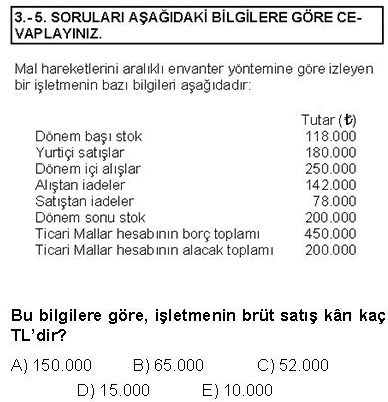 3.-5. SORULARI AŞAĞIDAKİ BİLGİLERE GÖRE CE-
VAPLAYINIZ.
Mal hareketlerini aralıklı envanter yöntemine göre izleyen
bir işletmenin bazı bilgileri aşağıdadır:
Tutar (₺)
Dönem başı stok 118.000
Yurtiçi satışlar 180.000
Dönem içi alışlar 250.000
Alıştan iadeler 142.000
Satıştan iadeler 78.000
Dönem sonu stok 200.000
Ticari Mallar hesabının borç toplamı 450.000
Ticari Mallar hesabının alacak toplamı 200.000
Bu bilgilere göre, işletmenin brüt satış kârı kaç
TL'dir?
A) 150.000 B) 65.000 C) 52.000
D) 15.000 E) 10.000